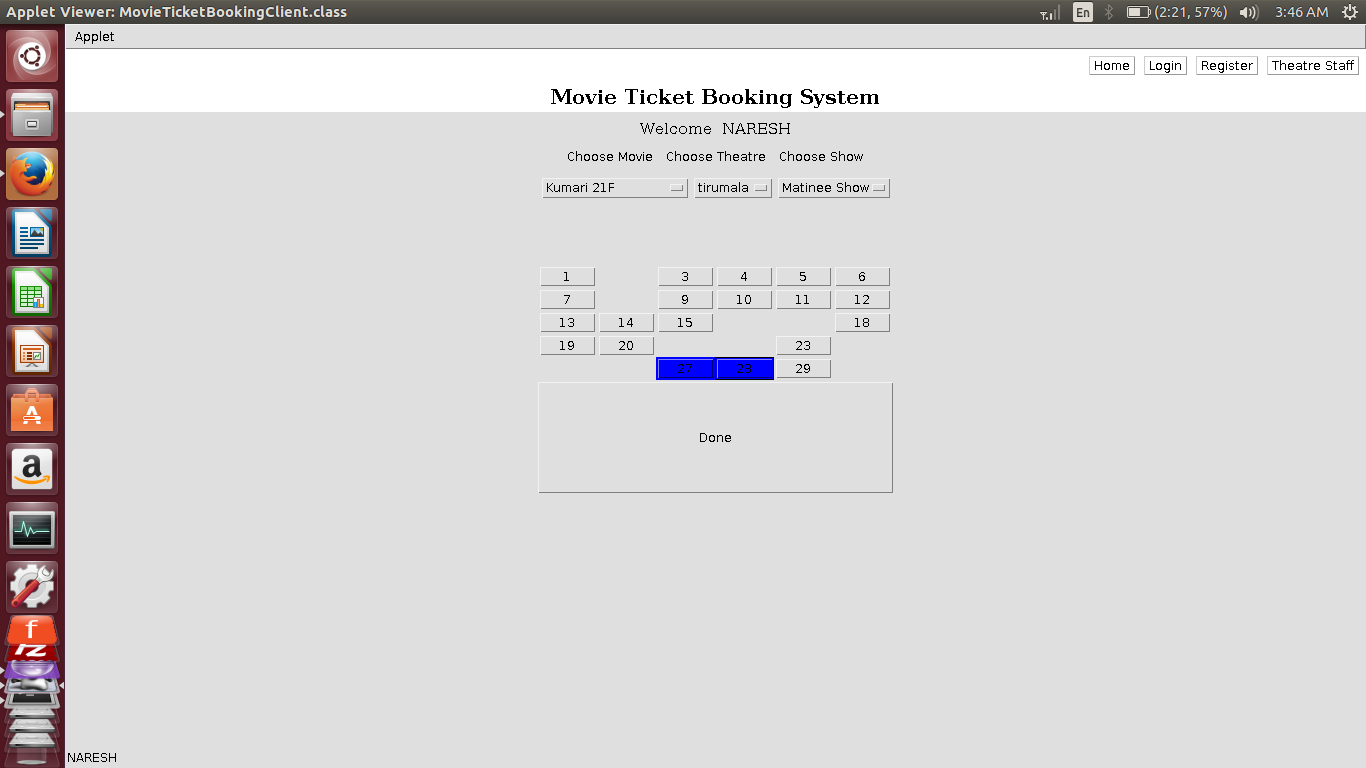 Applet Viewer: MovieTicketBookingClient.class En (2:21, 57%) 3:46 AM
Applet
Home Login Register Theatre Staff
Movie Ticket Booking System
Welcome NARESH
Choose Movie Choose Theatre Choose Show
Kumari 21F tirumala Matinee Show
1 3 4 5 6
7 9 10 11 12
13 14 15 18
19 20 23
27 28 29
Done
NARESH